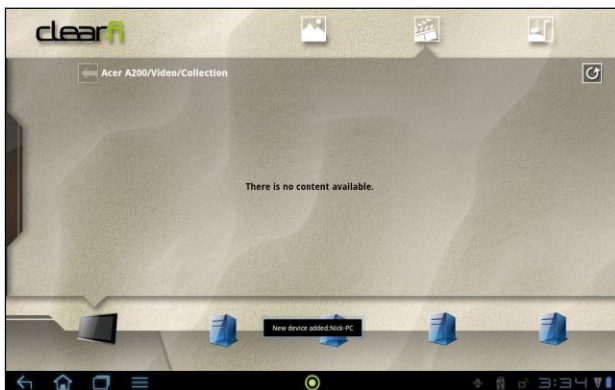 clearfi
Acer A200/Video/Collection
There is no content available.
New device added:Nick-PC
3:34